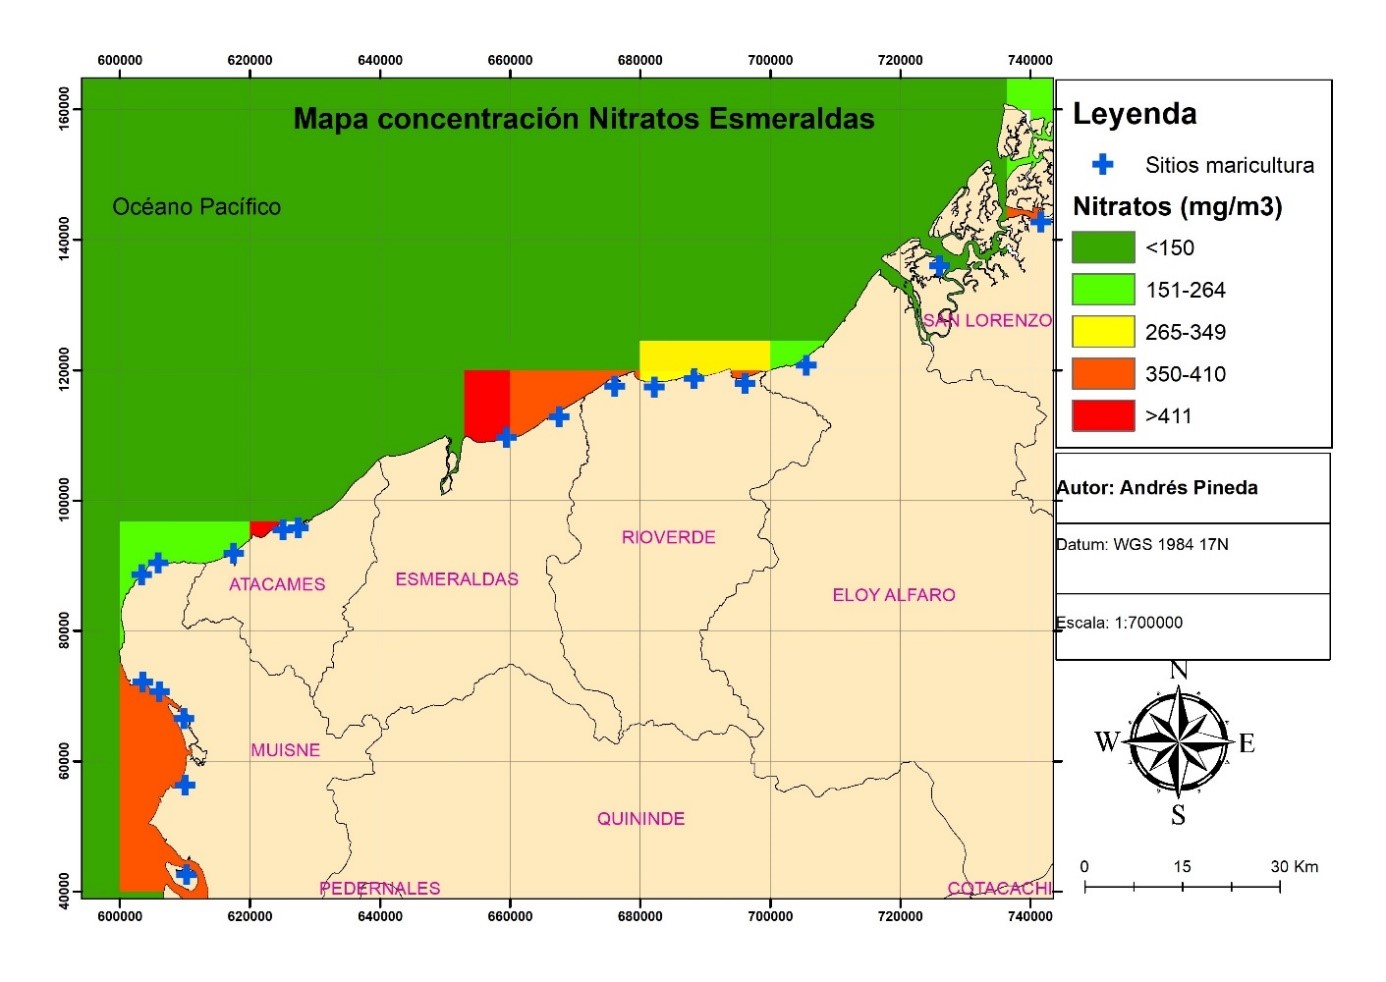 600000 620000 640000 660000 680000 700000 720000 740000
Mapa concentración Nitratos Esmeraldas
Océano Pacífico
160000
140000
120000
100000
80000
60000
40000
SAN LORENZO
RIOVERDE
ATACAMES
ESMERALDAS
ELOY ALFARO
MUISNE
QUININDE
PEDERNALES
COTACACHI
600000 620000 640000 660000 680000 700000 720000 740000
Leyenda
Sitios maricultura
Nitratos (mg/m3)
<150
151-264
265-349
350-410
>411
Autor: Andrés Pineda
Datum: WGS 1984 17N
Escala: 1:700000
N
W E
S
0 15 30 Km